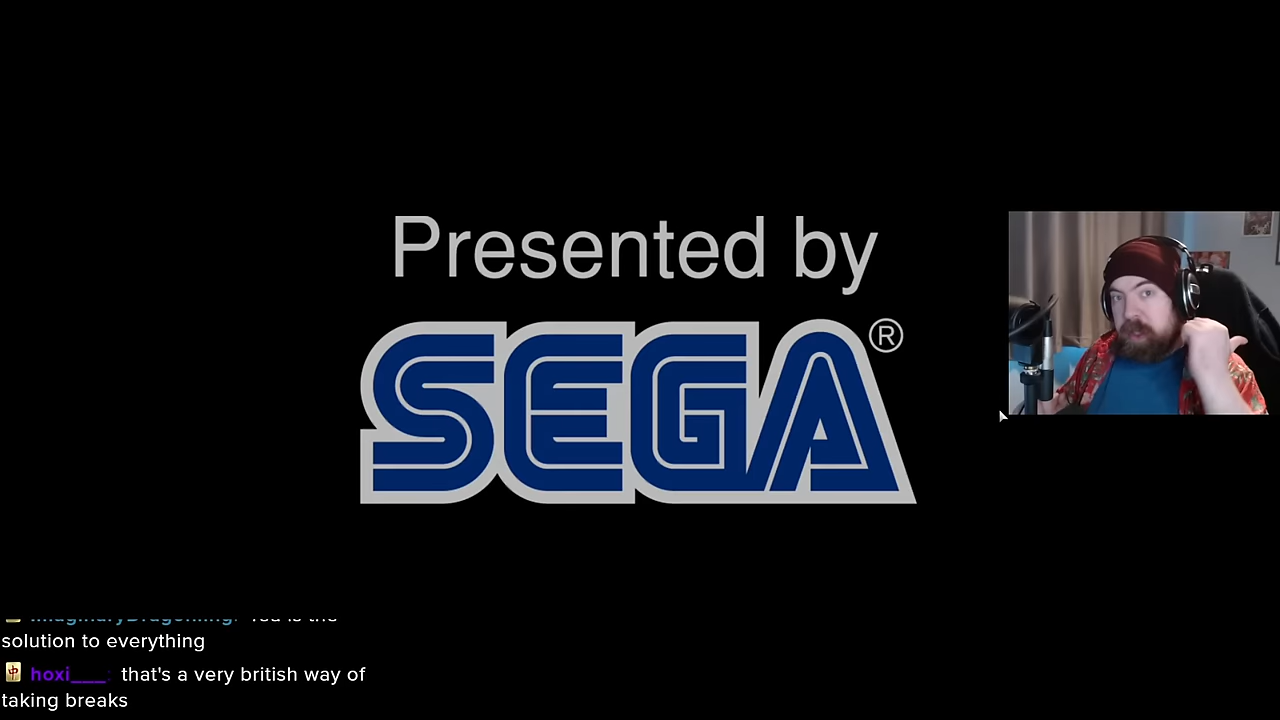 Presented by
SEGA®
solution to everything
hoxi___: that's a very british way of
taking breaks